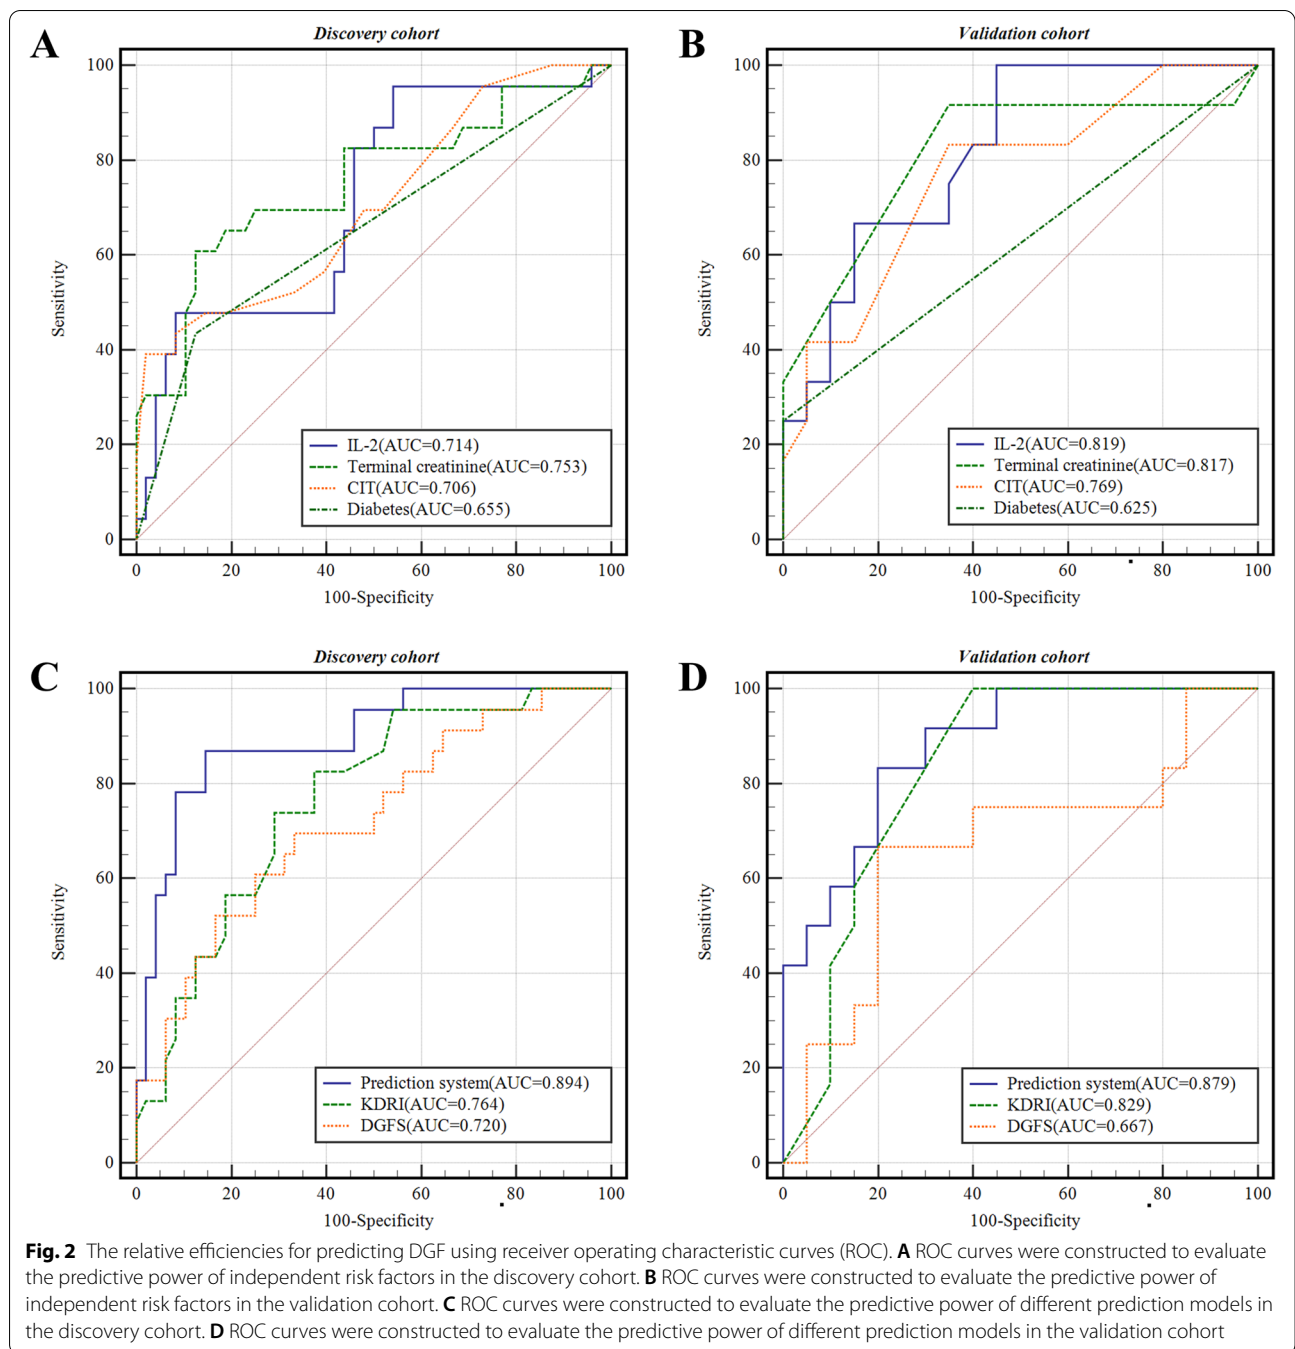 A
Discovery cohort
100
80
60
40
20
0
Sensitivity
IL-2(AUC=0.714)
Terminal creatinine(AUC=0.753)
CIT(AUC=0.706)
Diabetes(AUC=0.655)
0 20 40 60 80 100
100-Specificity
B
Validation cohort
100
80
60
40
20
0
Sensitivity
IL-2(AUC=0.819)
Terminal creatinine(AUC=0.817)
CIT(AUC=0.769)
Diabetes(AUC=0.625)
0 20 40 60 80 100
100-Specificity
C
Discovery cohort
100
80
60
40
20
0
Sensitivity
Prediction system(AUC=0.894)
KDRI(AUC=0.764)
DGFS(AUC=0.720)
0 20 40 60 80 100
100-Specificity
D
Validation cohort
100
80
60
40
20
0
Sensitivity
Prediction system(AUC=0.879)
KDRI(AUC=0.829)
DGFS(AUC=0.667)
0 20 40 60 80 100
100-Specificity
Fig. 2 The relative efficiencies for predicting DGF using receiver operating characteristic curves (ROC). A ROC curves were constructed to evaluate
the predictive power of independent risk factors in the discovery cohort. B ROC curves were constructed to evaluate the predictive power of
independent risk factors in the validation cohort. C ROC curves were constructed to evaluate the predictive power of different prediction models in
the discovery cohort. D ROC curves were constructed to evaluate the predictive power of different prediction models in the validation cohort